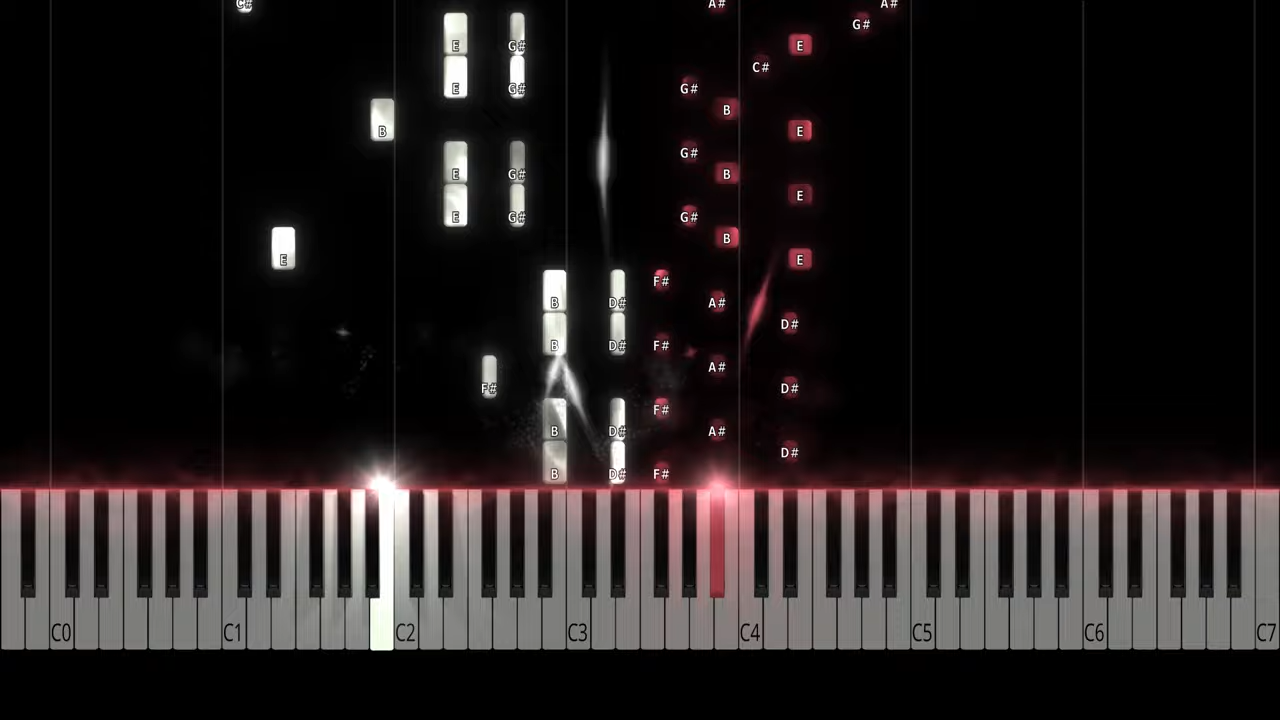 C# A# A#
G#
E G# E
C#
E G# G#
B
B E
G#
E G# B
E
E G# G#
B
E E
F#
B D# A#
D#
B D# F#
A#
F# D#
F#
B D# A#
D#
B D# F#
C0 C1 C2 C3 C4 C5 C6 C7